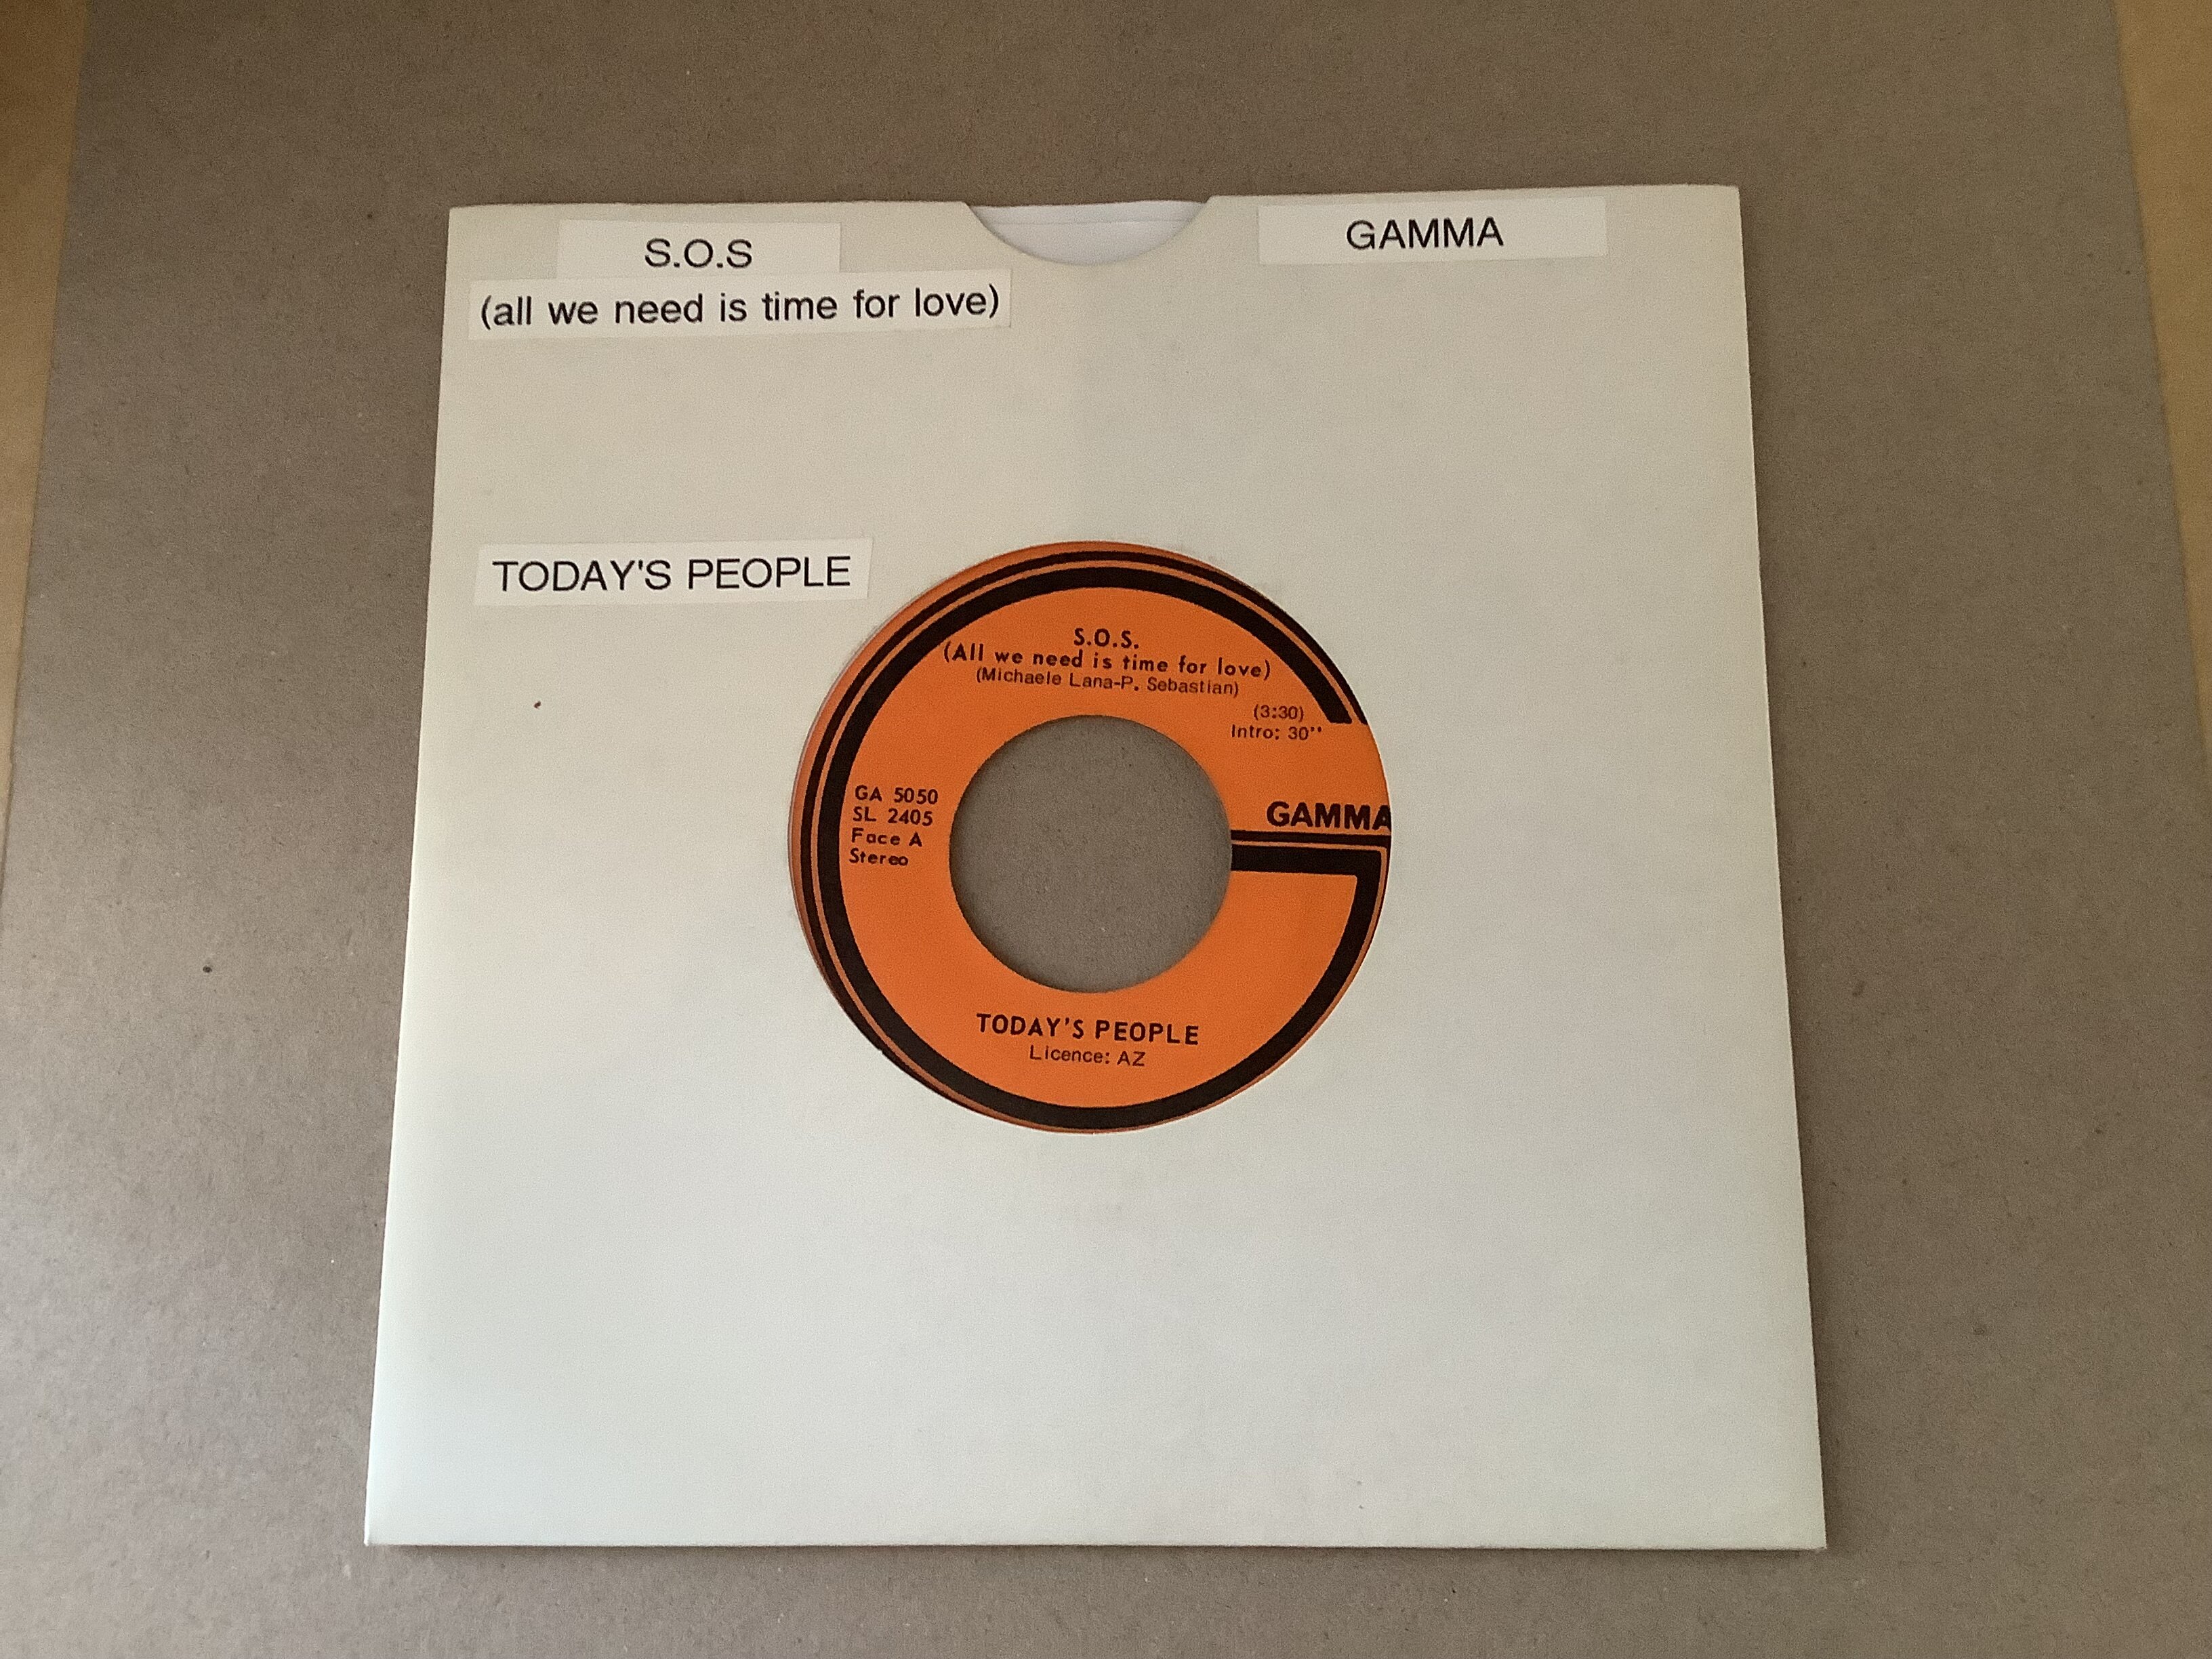 S.O.S
(all we need is time for love)
GAMMA
TODAY'S PEOPLE
S.O.S.
(All we need is time for love)
(Michaele Lana-P. Sebastian)
(3:30)
Intro: 30''
GA 5050
SL 2405
Face A
Stereo
GAMMA
TODAY'S PEOPLE
Licence: AZ